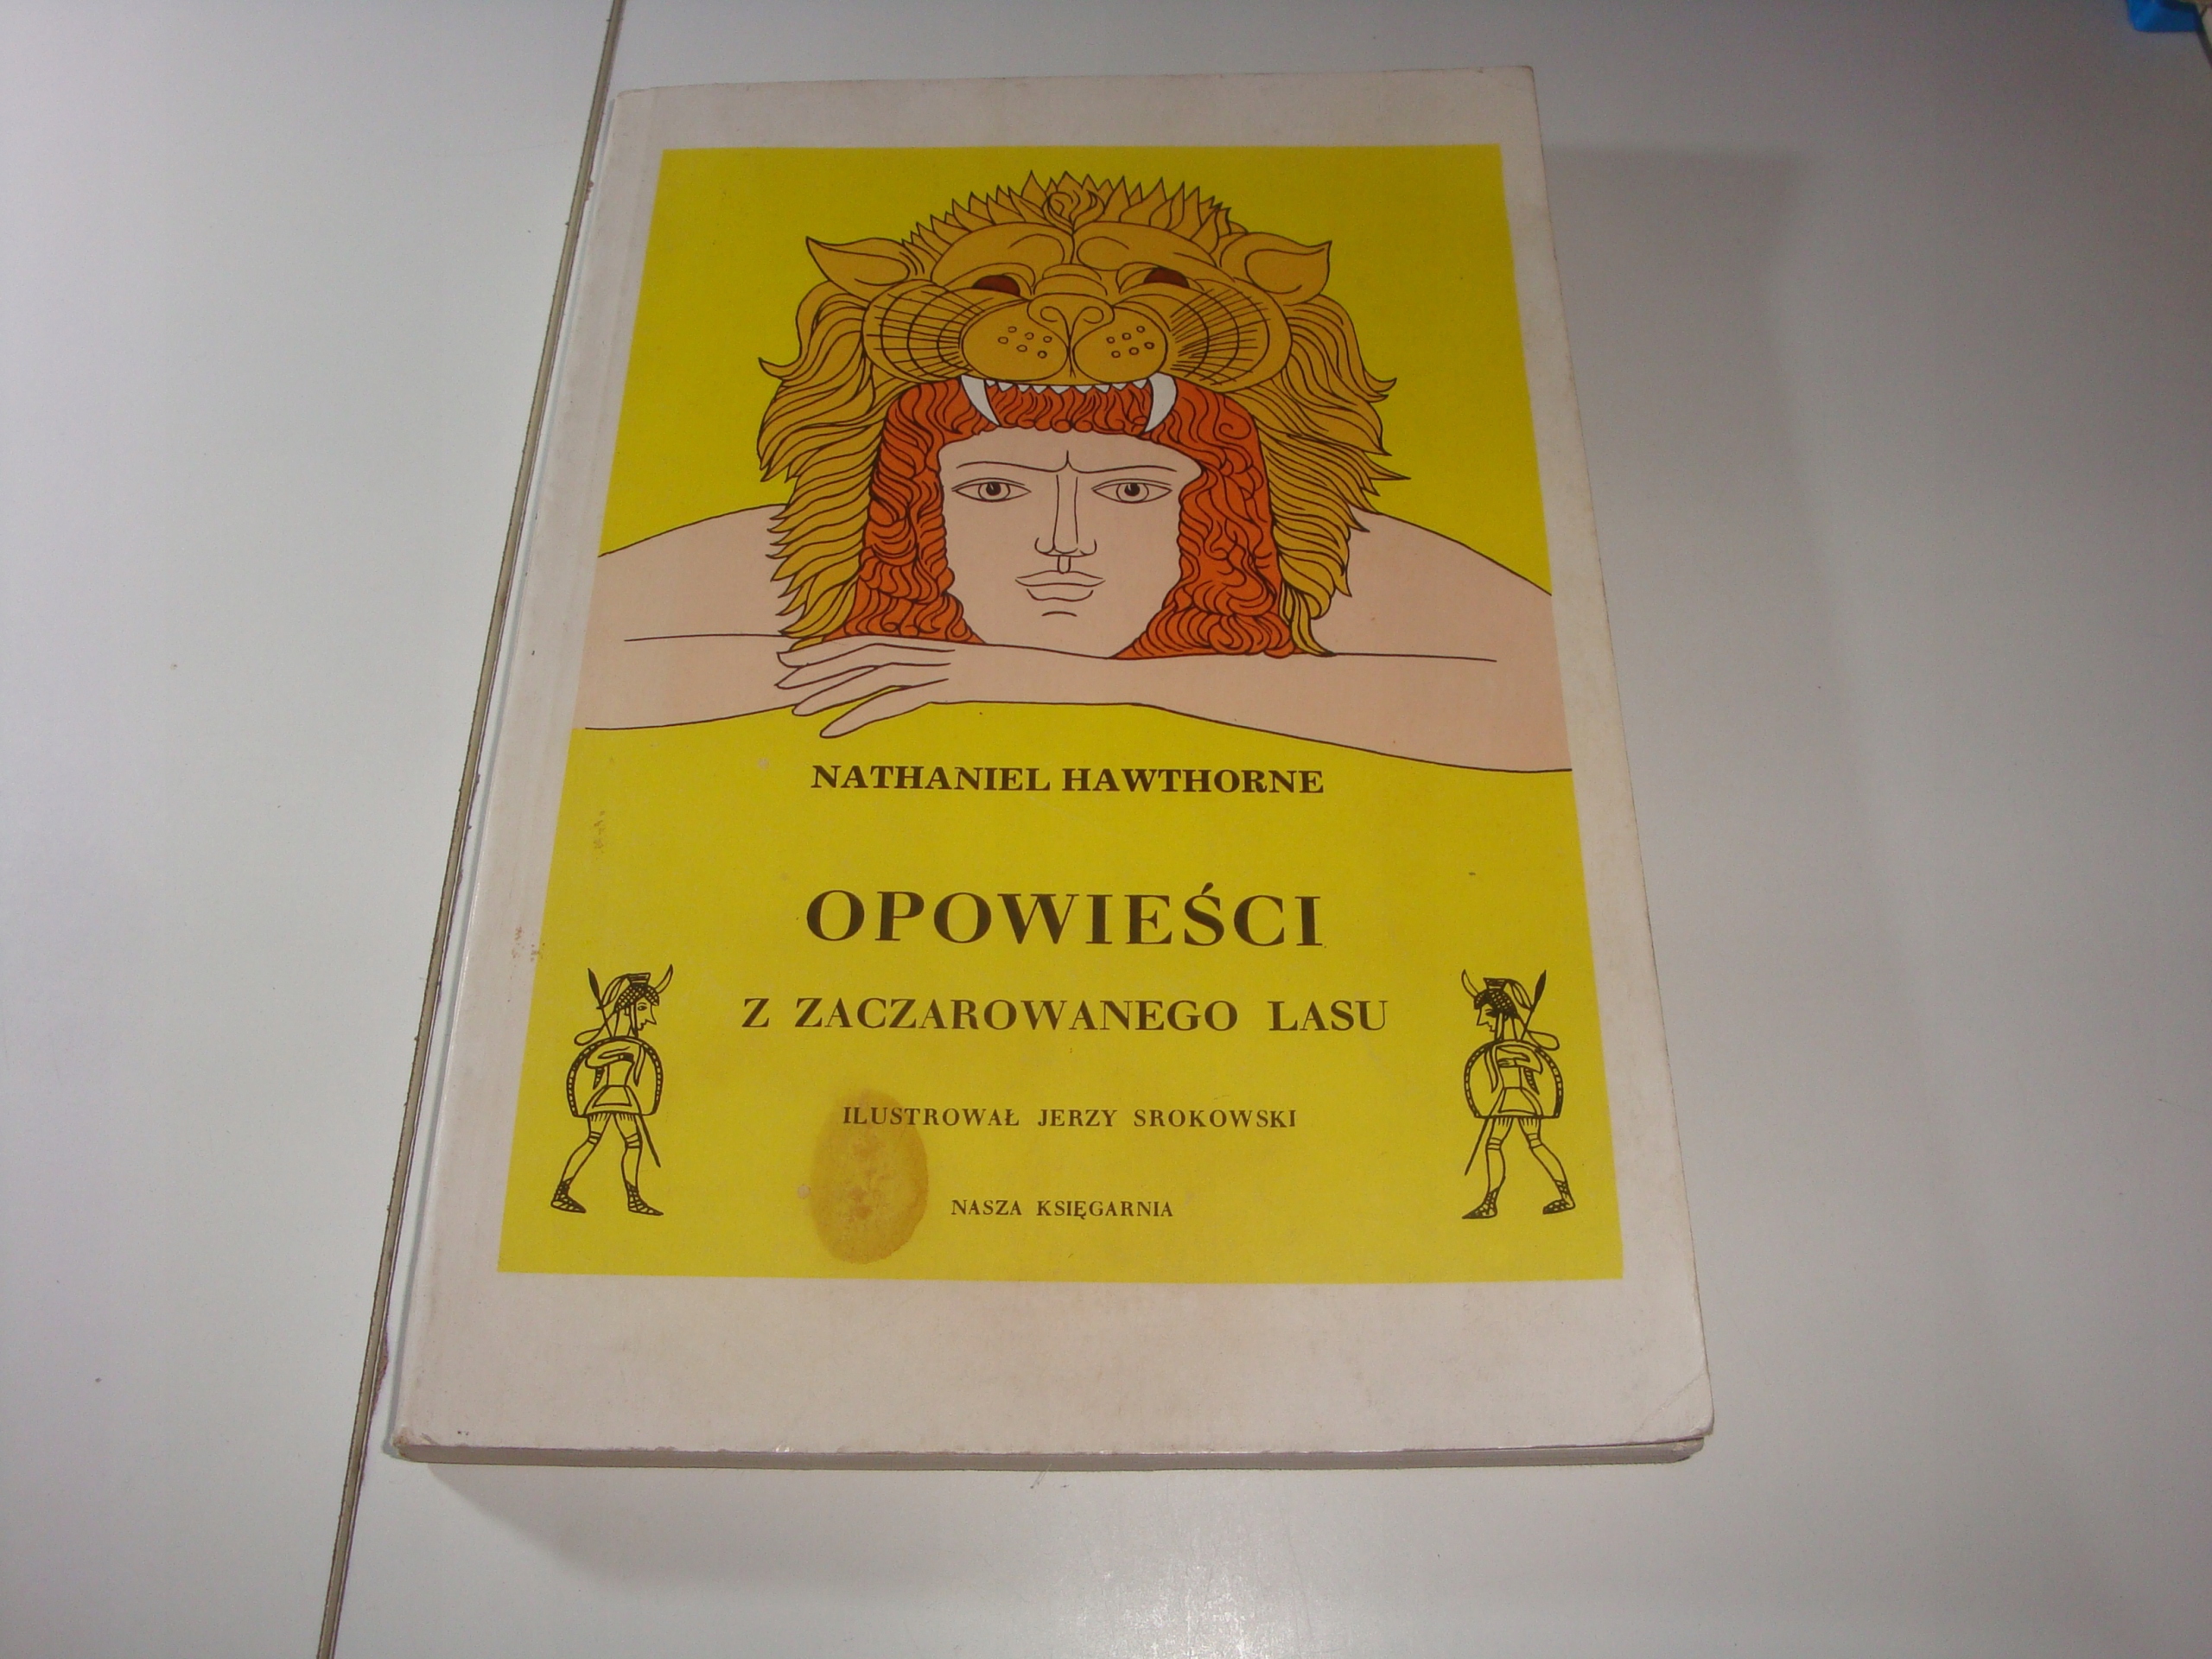 NATHANIEL HAWTHORNE
OPOWIEŚCI
Z ZACZAROWANEGO LASU
ILUSTROWAŁ JERZY SROKOWSKI
NASZA KSIĘGARNIA